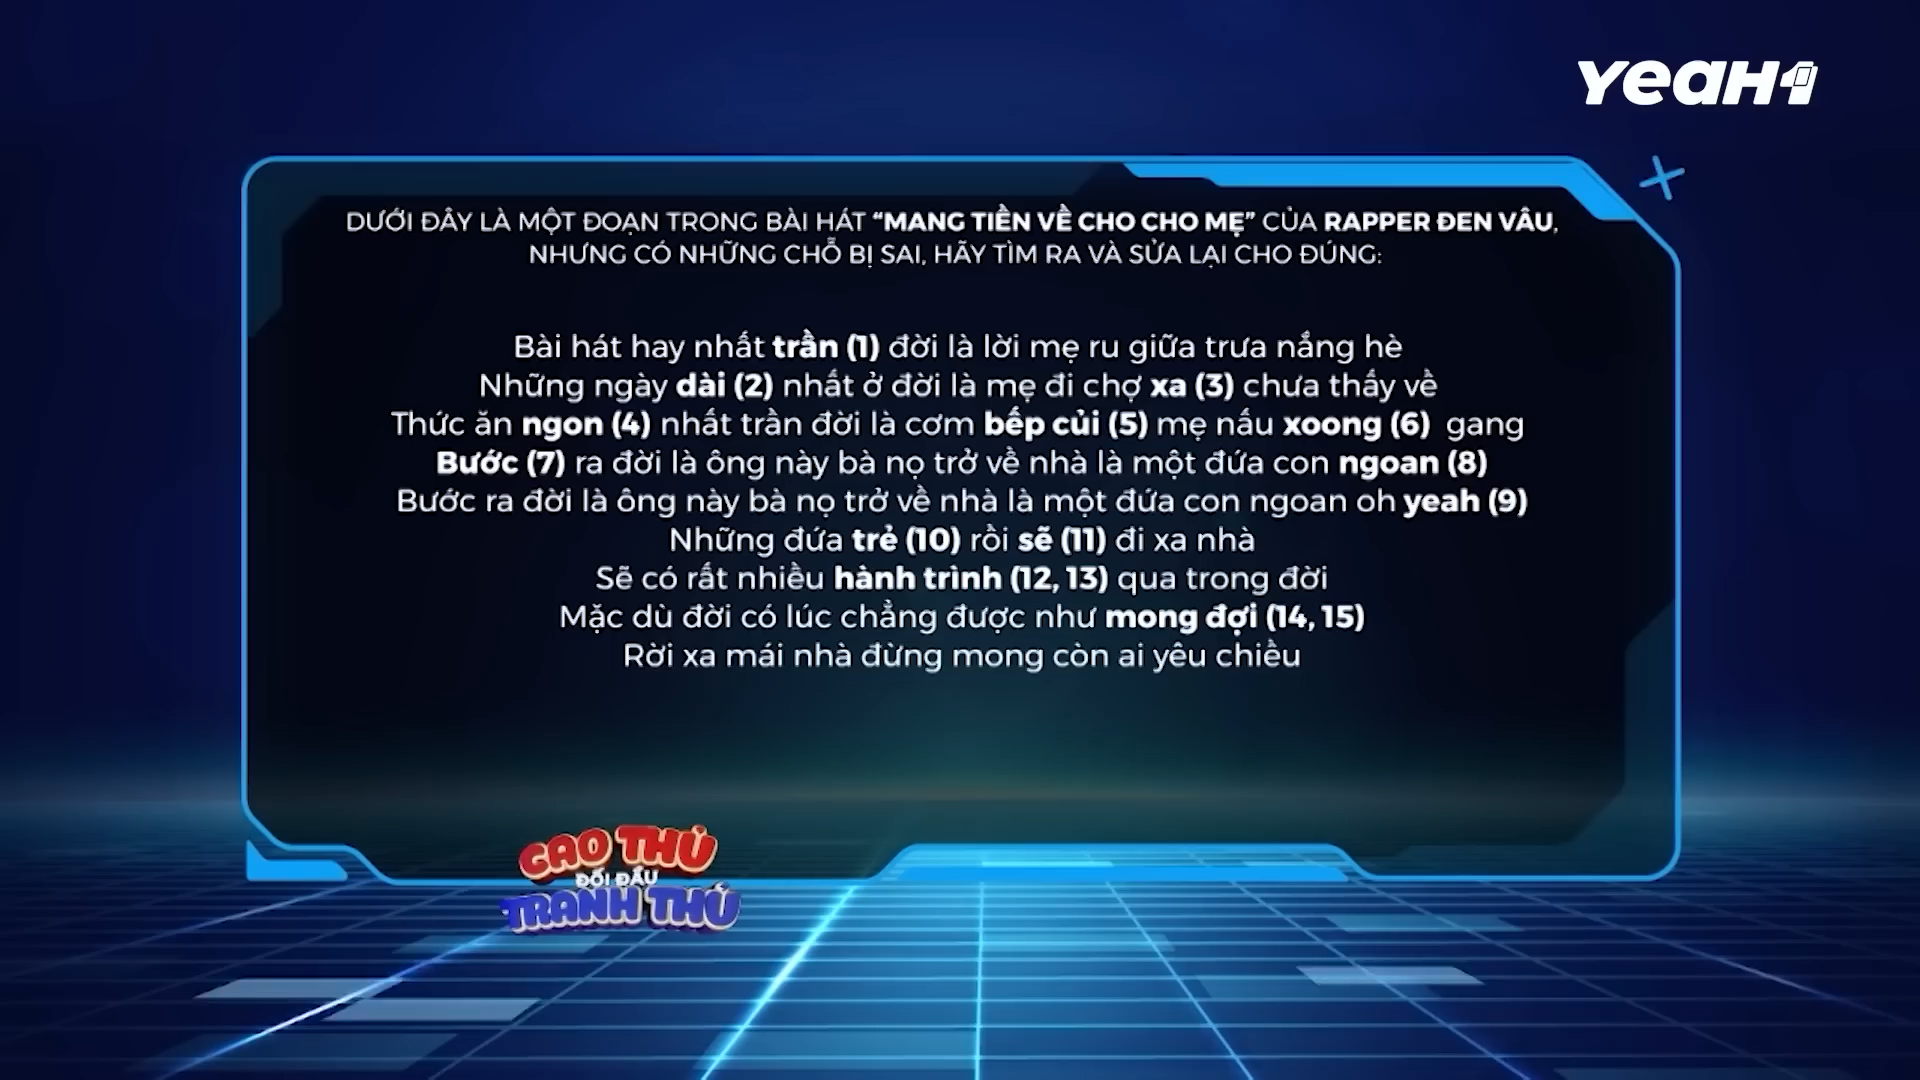 YEAH1
DƯỚI ĐÂY LÀ MỘT ĐOẠN TRONG BÀI HÁT “MANG TIỀN VỀ CHO CHO MẸ” CỦA RAPPER ĐEN VÂU,
NHƯNG CÓ NHỮNG CHỖ BỊ SAI, HÃY TÌM RA VÀ SỬA LẠI CHO ĐÚNG:
Bài hát hay nhất trần (1) đời là lời mẹ ru giữa trưa nắng hè
Những ngày dài (2) nhất ở đời là mẹ đi chợ xa (3) chưa thấy về
Thức ăn ngon (4) nhất trần đời là cơm bếp củi (5) mẹ nấu xoong (6) gang
Bước (7) ra đời là ông này bà nọ trở về nhà là một đứa con ngoan (8)
Bước ra đời là ông này bà nọ trở về nhà là một đứa con ngoan oh yeah (9)
Những đứa trẻ (10) rồi sẽ (11) đi xa nhà
Sẽ có rất nhiều hành trình (12, 13) qua trong đời
Mặc dù đời có lúc chẳng được như mong đợi (14, 15)
Rời xa mái nhà đừng mong còn ai yêu chiều
CAO THỦ
ĐỐI ĐẦU
TRANH THỦ